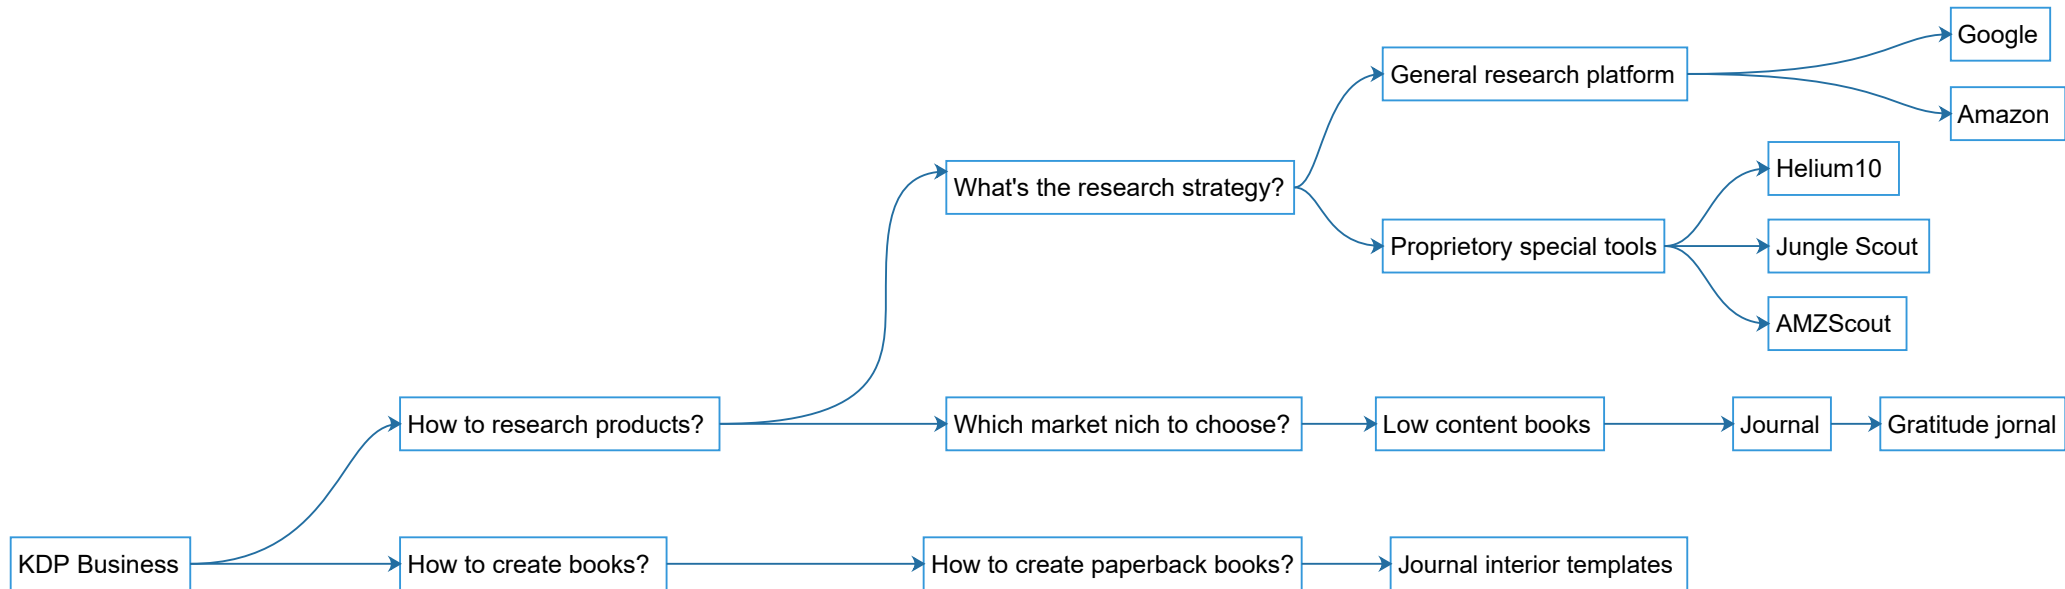 Google
General research platform
Amazon
Helium10
What's the research strategy?
Proprietory special tools
Jungle Scout
AMZScout
How to research products?
Which market nich to choose?
Low content books
Journal
Gratitude jornal
KDP Business
How to create books?
How to create paperback books?
Journal interior templates